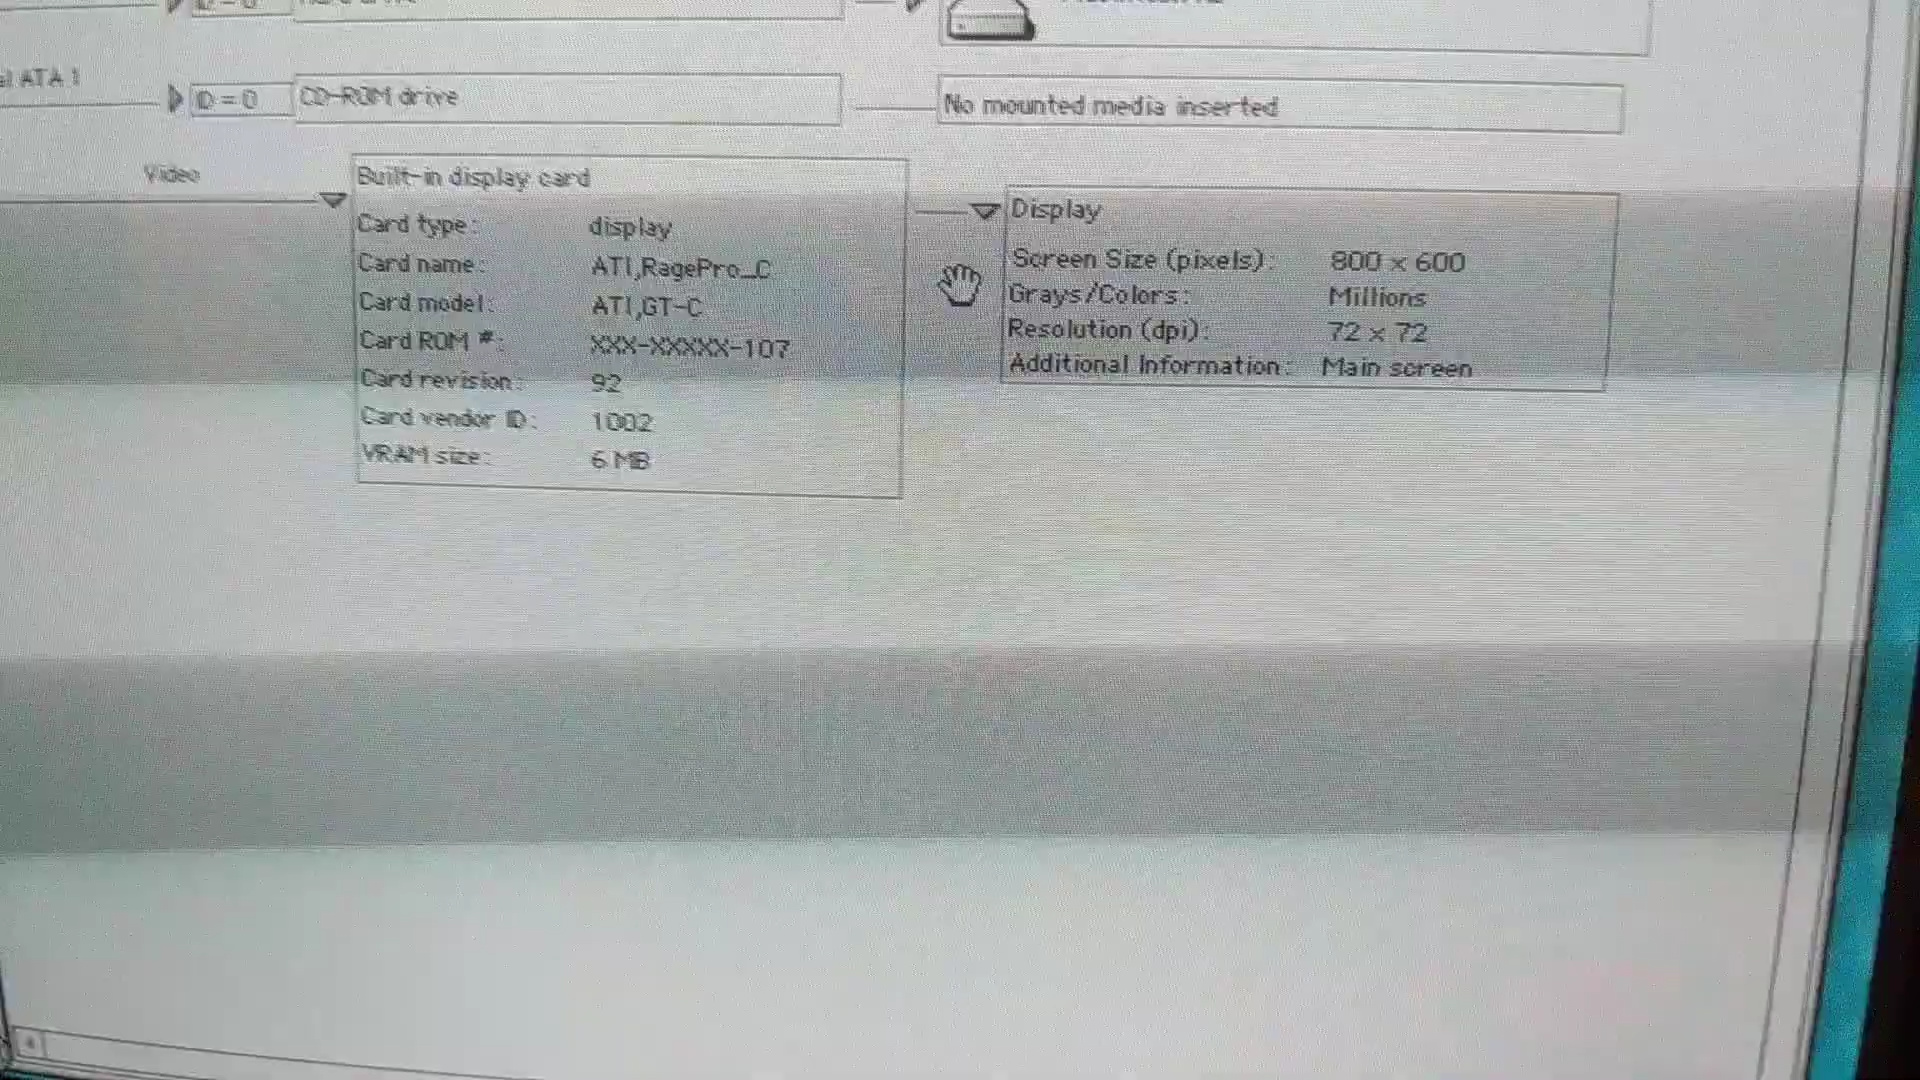 ATA 1
ID = 0
CD-ROM drive
No mounted media inserted
Video
Built-in display card
Card type: display
Card name: ATI,RagePro_C
Card model: ATI,GT-C
Card ROM #: XXX-XXXXX-107
Card revision: 92
Card vendor ID: 1002
VRAM size: 6 MB
Display
Screen Size (pixels): 800 x 600
Grays/Colors: Millions
Resolution (dpi): 72 x 72
Additional Information: Main screen